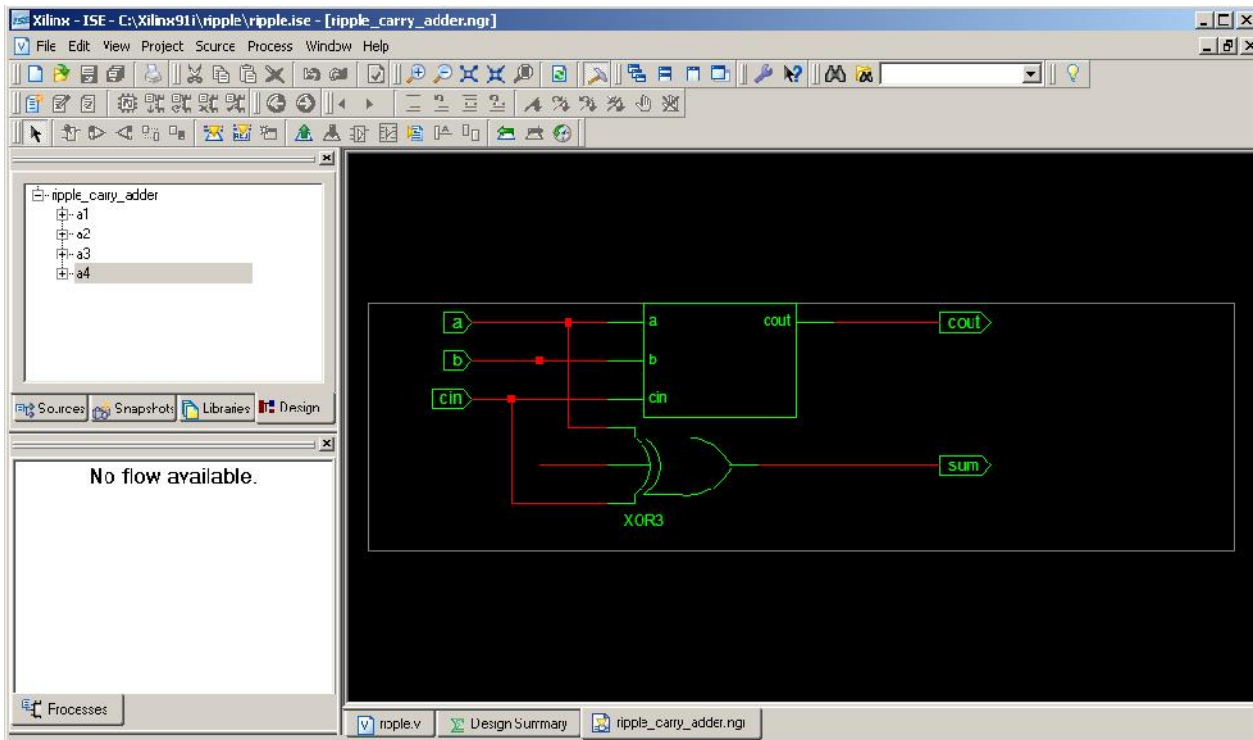 Xilinx - ISE - C:\Xilinx91i\ripple\ripple.ise - [ripple_carry_adder.ngr]
File Edit View Project Source Process Window Help
ripple_carry_adder
a1
a2
a3
a4
Sources Snapshots Libraries Design
No flow available.
Processes
a
b
cin
a
b
cin
cout
cout
XOR3
sum
ripple.v Design Summary ripple_carry_adder.ngr